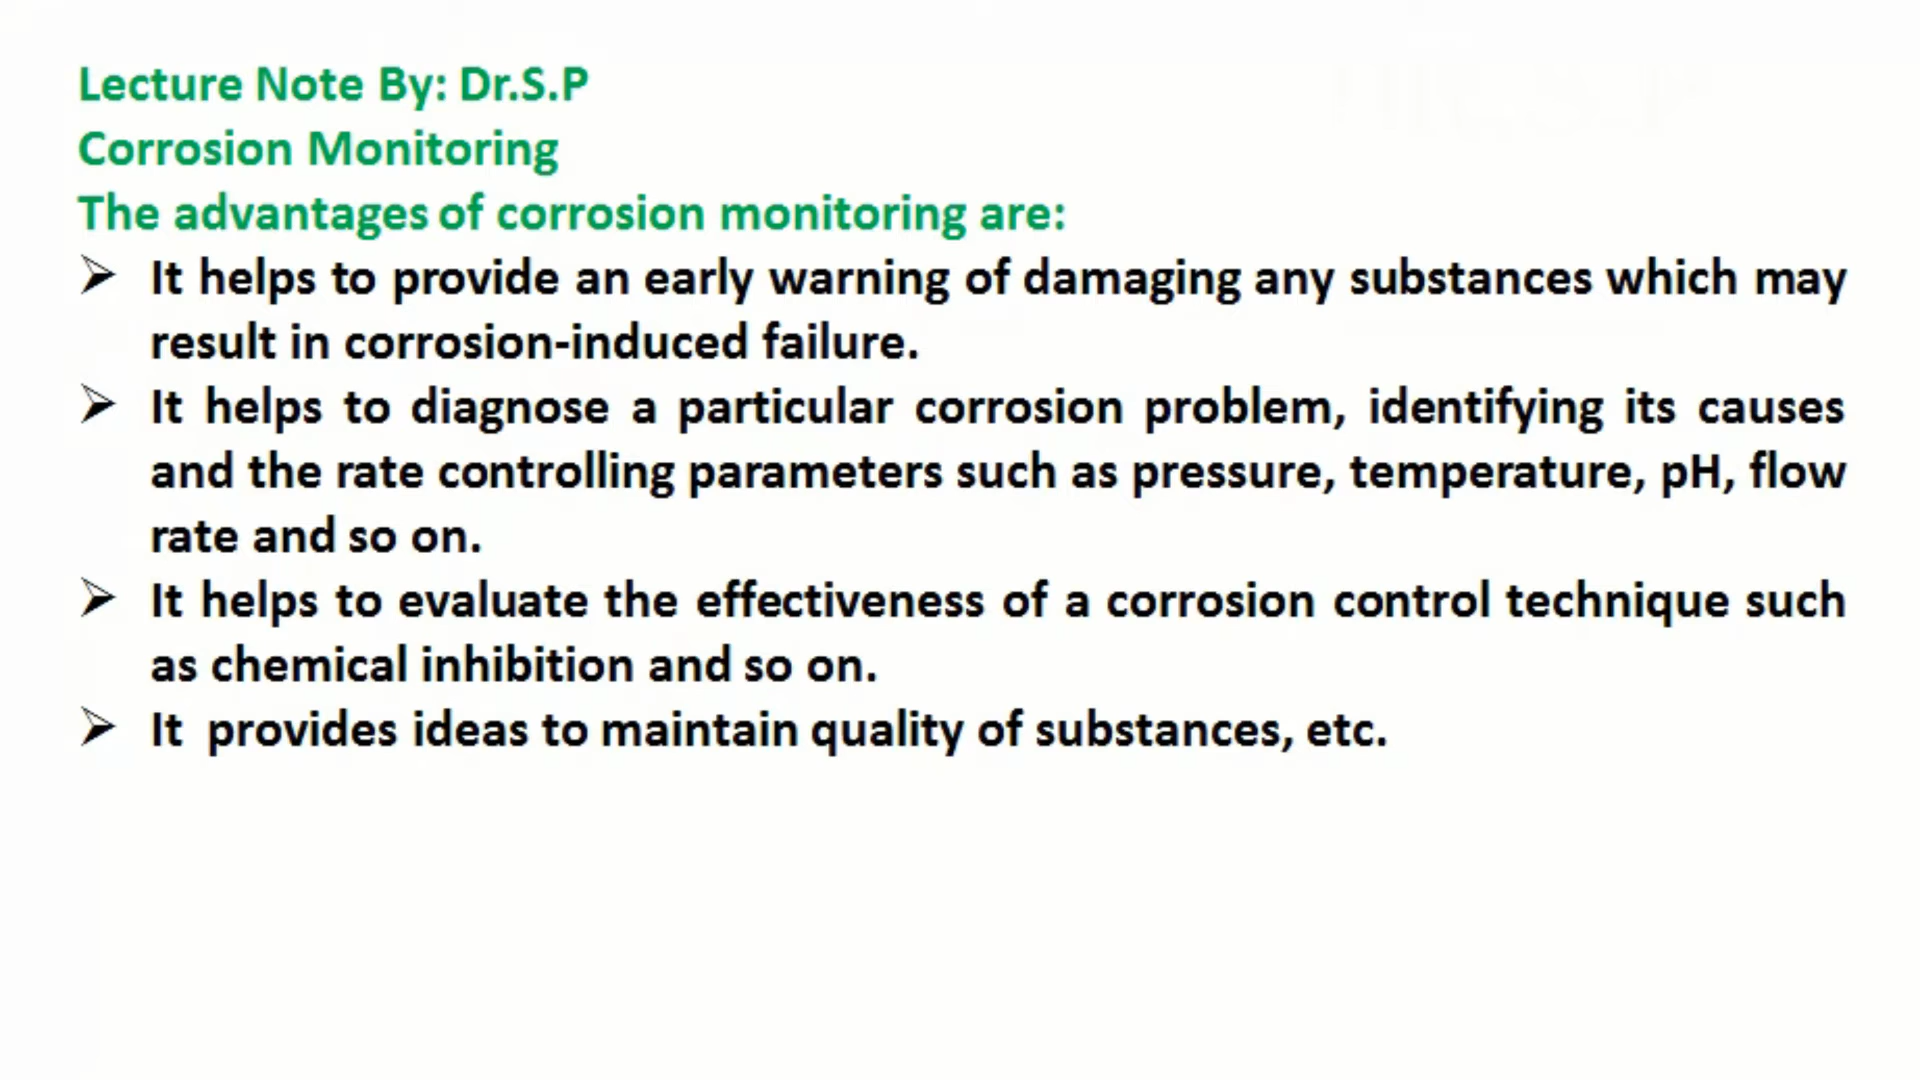 Lecture Note By: Dr.S.P
Corrosion Monitoring
The advantages of corrosion monitoring are:
➢ It helps to provide an early warning of damaging any substances which may
result in corrosion-induced failure.
➢ It helps to diagnose a particular corrosion problem, identifying its causes
and the rate controlling parameters such as pressure, temperature, pH, flow
rate and so on.
➢ It helps to evaluate the effectiveness of a corrosion control technique such
as chemical inhibition and so on.
➢ It provides ideas to maintain quality of substances, etc.